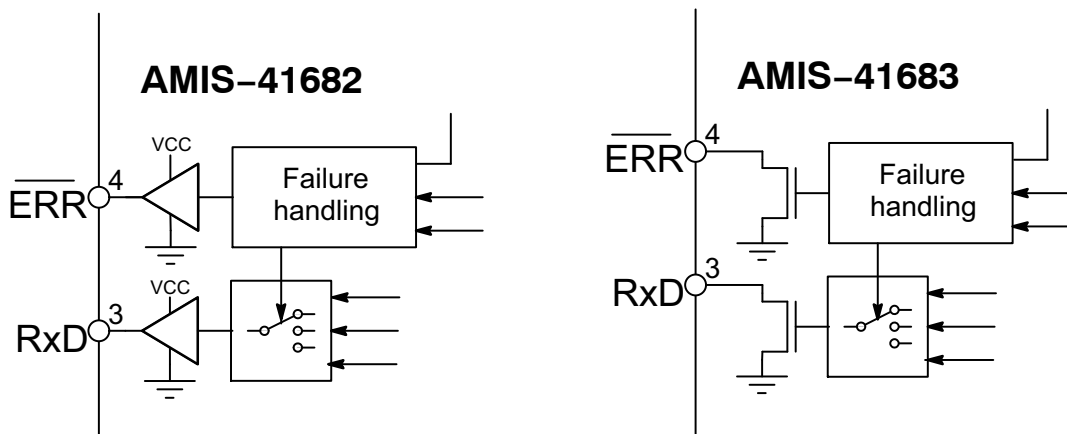 AMIS–41682
VCC
4
ERR
Failure
handling
VCC
3
RxD
AMIS–41683
4
ERR
Failure
handling
3
RxD